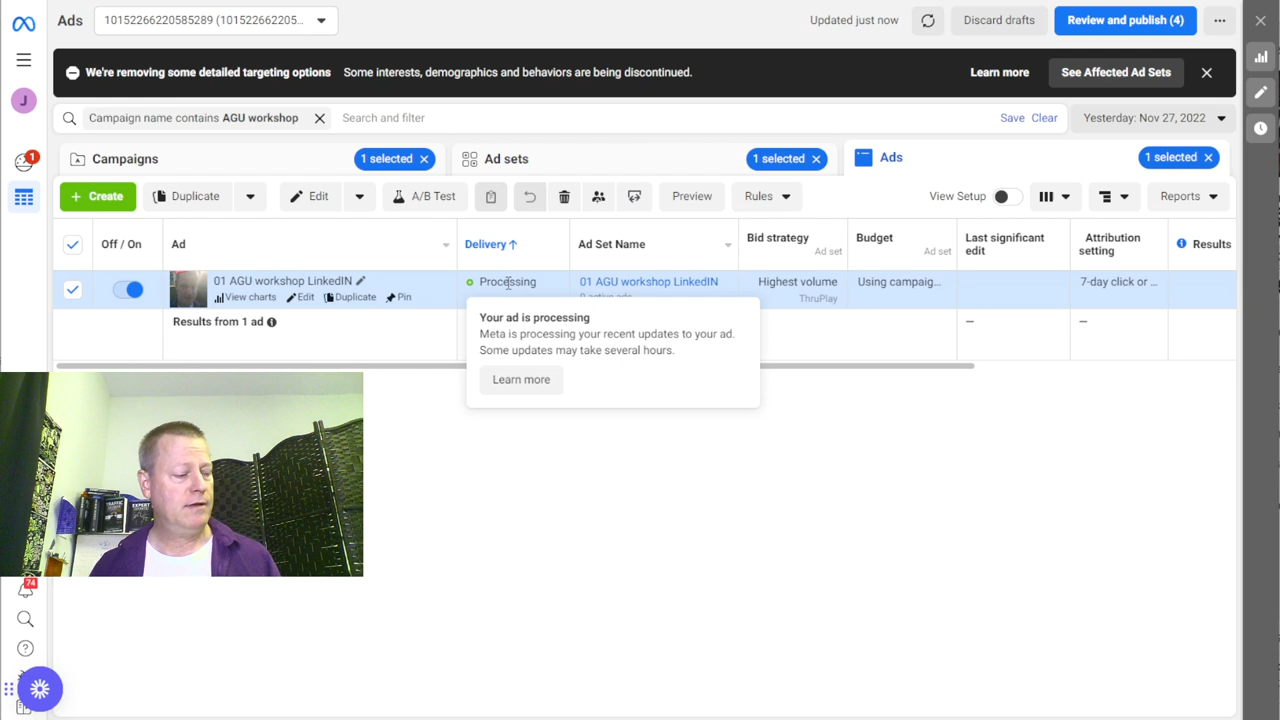 Ads
10152266220585289 (101522662205...
Updated just now
Discard drafts
Review and publish (4)
We're removing some detailed targeting options
Some interests, demographics and behaviors are being discontinued.
Learn more
See Affected Ad Sets
J
Campaign name contains AGU workshop
Search and filter
Save
Clear
Yesterday: Nov 27, 2022
1
Campaigns
1 selected
Ad sets
1 selected
Ads
1 selected
+ Create
Duplicate
Edit
A/B Test
Preview
Rules
View Setup
Reports
Off / On
Ad
Delivery ↑
Ad Set Name
Bid strategy
Ad set
Budget
Ad set
Last significant
edit
Attribution
setting
Results
01 AGU workshop LinkedIN
View charts
Edit
Duplicate
Pin
Processing
01 AGU workshop LinkedIN
Highest volume
ThruPlay
Using campaig...
7-day click or ...
Results from 1 ad
—
—
Your ad is processing
Meta is processing your recent updates to your ad.
Some updates may take several hours.
Learn more
TRAFFIC
EXPERT
74